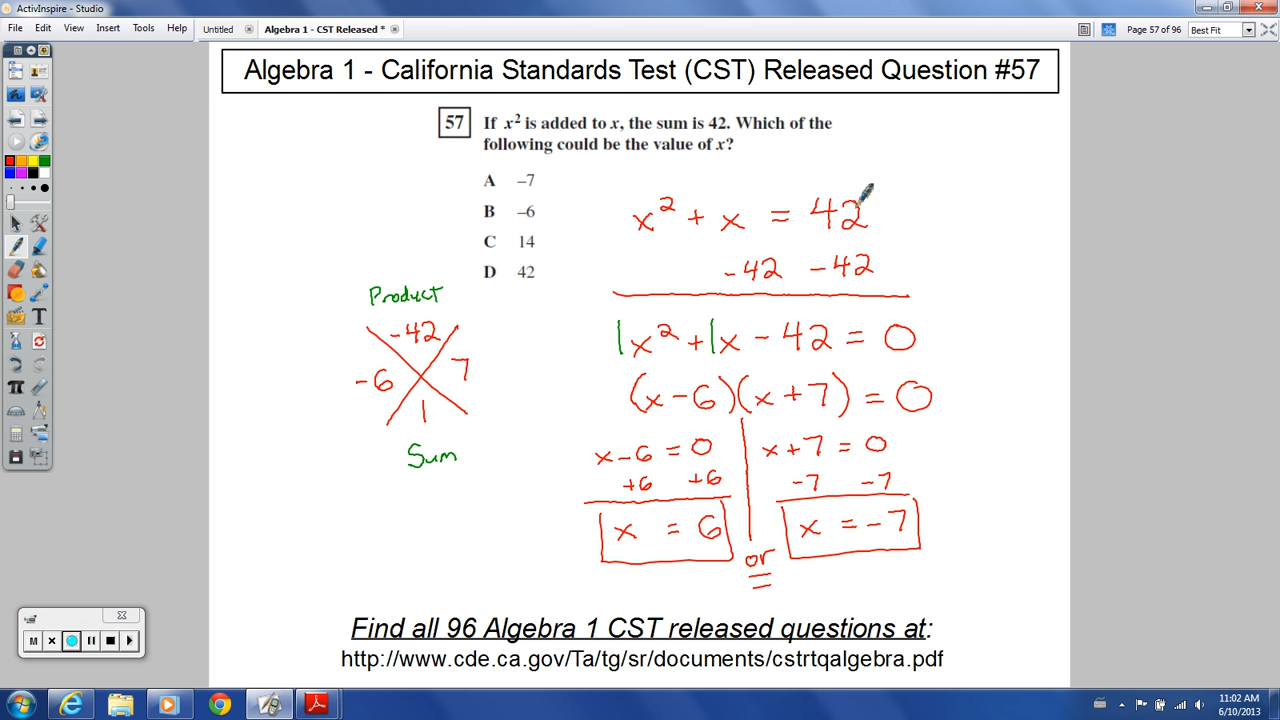 ActivInspire - Studio
File Edit View Insert Tools Help Untitled Algebra 1 - CST Released * Page 57 of 96 Best Fit
Algebra 1 - California Standards Test (CST) Released Question #57
57 If x² is added to x, the sum is 42. Which of the
following could be the value of x?
A –7
B –6
C 14
D 42
x² + x = 42
-42 -42
1x² + 1x - 42 = 0
(x - 6)(x + 7) = 0
x - 6 = 0 x + 7 = 0
+6 +6 -7 -7
x = 6 or x = -7
Product
-42
-6 7
1
Sum
Find all 96 Algebra 1 CST released questions at:
http://www.cde.ca.gov/Ta/tg/sr/documents/cstrtqalgebra.pdf
M
11:02 AM
6/10/2013